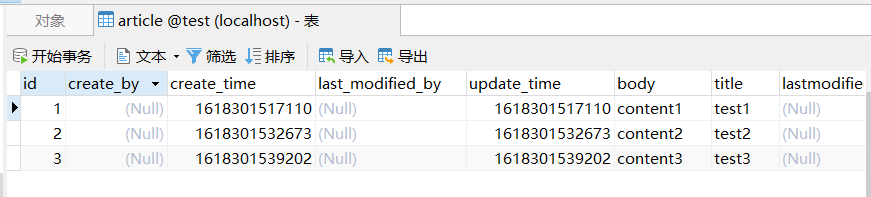 对象 article @test (localhost) - 表
开始事务 文本 筛选 排序 导入 导出
id create_by create_time last_modified_by update_time body title lastmodifie
1 (Null) 1618301517110 (Null) 1618301517110 content1 test1 (Null)
2 (Null) 1618301532673 (Null) 1618301532673 content2 test2 (Null)
3 (Null) 1618301539202 (Null) 1618301539202 content3 test3 (Null)